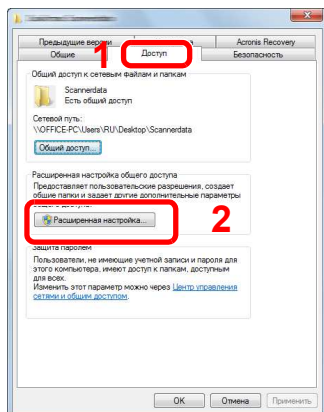 Предыдущие версии
Acronis Recovery
Общие
1
Доступ
Безопасность
Общий доступ к сетевым файлам и папкам
Scannerdata
Есть общий доступ
Сетевой путь:
\\OFFICE-PC\Users\RU\Desktop\Scannerdata
Общий доступ...
Расширенная настройка общего доступа
Предоставляет пользовательские разрешения, создает
общие папки и задает другие дополнительные параметры
общего доступа.
Расширенная настройка...
2
Защита паролем
Пользователи, не имеющие учетной записи и пароля для
этого компьютера, имеют доступ к папкам, доступным
для всех.
Изменить этот параметр можно через Центр управления
сетями и общим доступом.
OK
Отмена
Применить